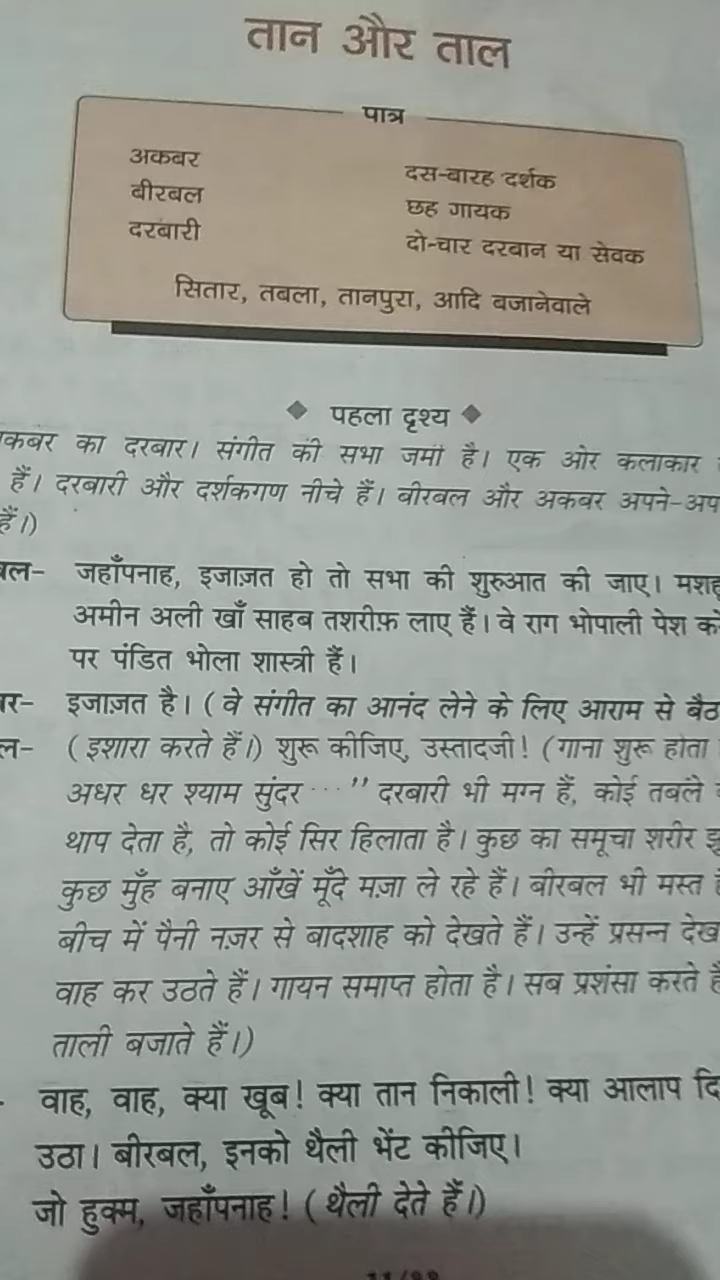 तान और ताल
पात्र
अकबर
बीरबल
दरबारी
दस-बारह दर्शक
छह गायक
दो-चार दरबान या सेवक
सितार, तबला, तानपुरा, आदि बजानेवाले
पहला दृश्य
कबर का दरबार। संगीत की सभा जमी है। एक ओर कलाकार
हैं। दरबारी और दर्शकगण नीचे हैं। बीरबल और अकबर अपने-अप
हैं।)
बल– जहाँपनाह, इजाज़त हो तो सभा की शुरुआत की जाए। मशहू
अमीन अली खाँ साहब तशरीफ़ लाए हैं। वे राग भोपाली पेश क
पर पंडित भोला शास्त्री हैं।
बर– इजाज़त है। (वे संगीत का आनंद लेने के लिए आराम से बैठ
ल– (इशारा करते हैं।) शुरू कीजिए, उस्तादजी! (गाना शुरू होता
अधर धर श्याम सुंदर ...” दरबारी भी मग्न हैं, कोई तबले
थाप देता है, तो कोई सिर हिलाता है। कुछ का समूचा शरीर झू
कुछ मुँह बनाए आँखें मूँदे मज़ा ले रहे हैं। बीरबल भी मस्त
बीच में पैनी नज़र से बादशाह को देखते हैं। उन्हें प्रसन्न देख
वाह कर उठते हैं। गायन समाप्त होता है। सब प्रशंसा करते
ताली बजाते हैं।)
– वाह, वाह, क्या खूब! क्या तान निकाली! क्या आलाप दि
उठा। बीरबल, इनको थैली भेंट कीजिए।
जो हुक्म, जहाँपनाह! (थैली देते हैं।)